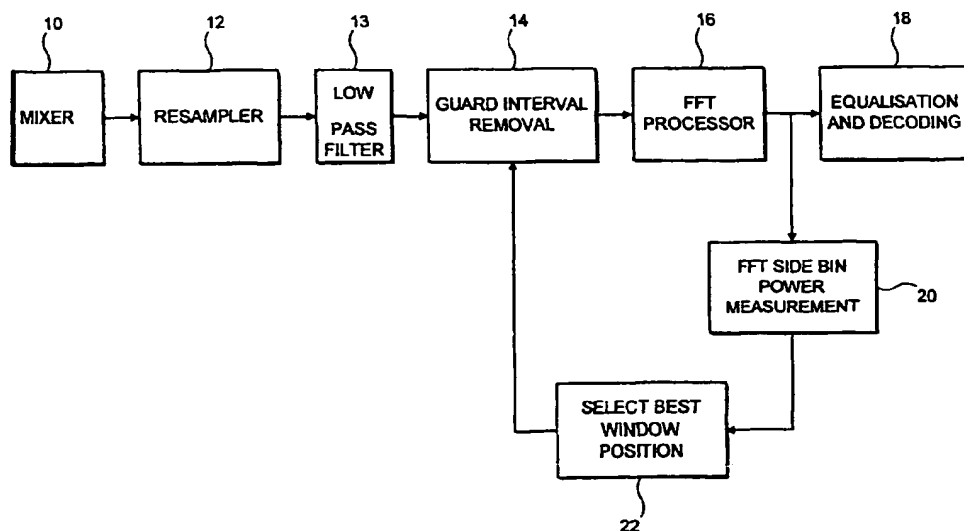 10
12
13
14
16
18
MIXER
RESAMPLER
LOW
PASS
FILTER
GUARD INTERVAL
REMOVAL
FFT
PROCESSOR
EQUALISATION
AND DECODING
FFT SIDE BIN
POWER
MEASUREMENT
20
SELECT BEST
WINDOW
POSITION
22